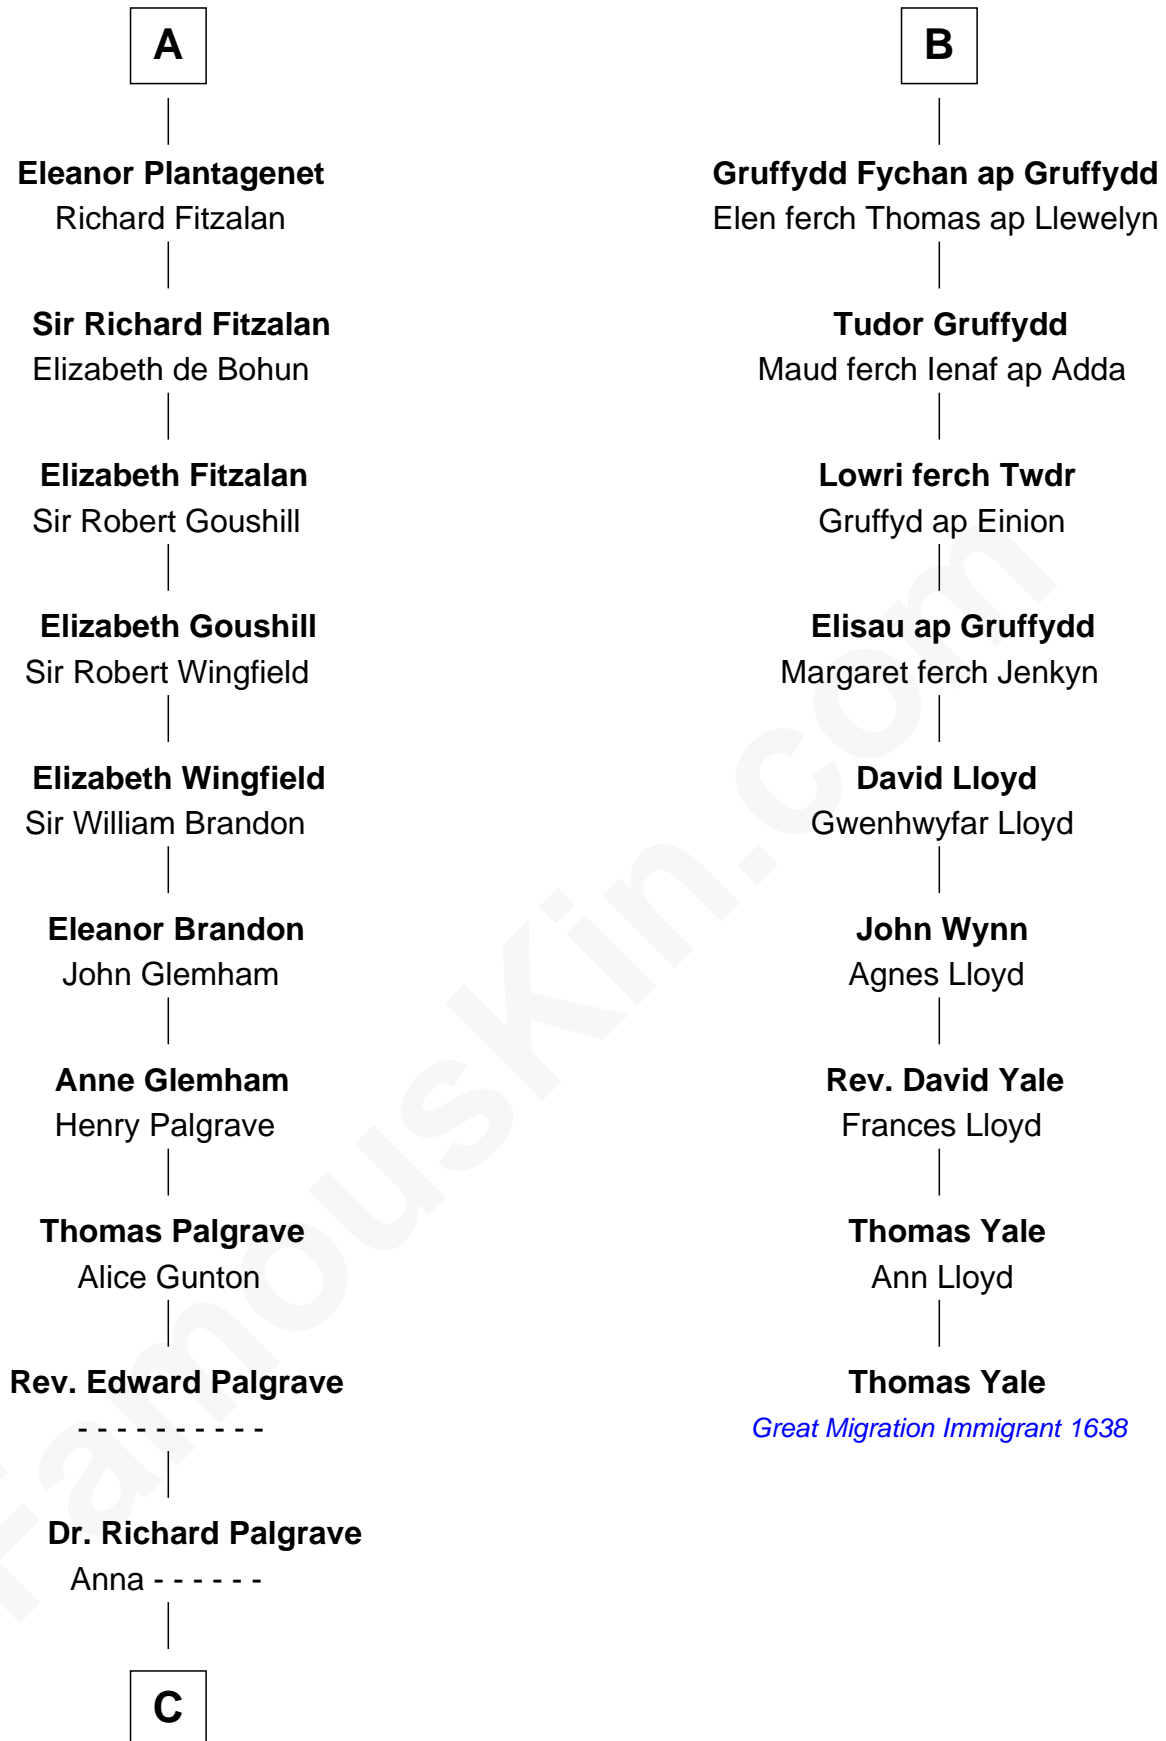 A
Eleanor Plantagenet
Richard Fitzalan
Sir Richard Fitzalan
Elizabeth de Bohun
Elizabeth Fitzalan
Sir Robert Goushill
Elizabeth Goushill
Sir Robert Wingfield
Elizabeth Wingfield
Sir William Brandon
Eleanor Brandon
John Glemham
Anne Glemham
Henry Palgrave
Thomas Palgrave
Alice Gunton
Rev. Edward Palgrave
- - - - - - - - - -
Dr. Richard Palgrave
Anna - - - - - -
C
B
Gruffydd Fychan ap Gruffydd
Elen ferch Thomas ap Llewelyn
Tudor Gruffydd
Maud ferch Ienaf ap Adda
Lowri ferch Twdr
Gruffyd ap Einion
Elisau ap Gruffydd
Margaret ferch Jenkyn
David Lloyd
Gwenhwyfar Lloyd
John Wynn
Agnes Lloyd
Rev. David Yale
Frances Lloyd
Thomas Yale
Ann Lloyd
Thomas Yale
Great Migration Immigrant 1638
FamousKin.com